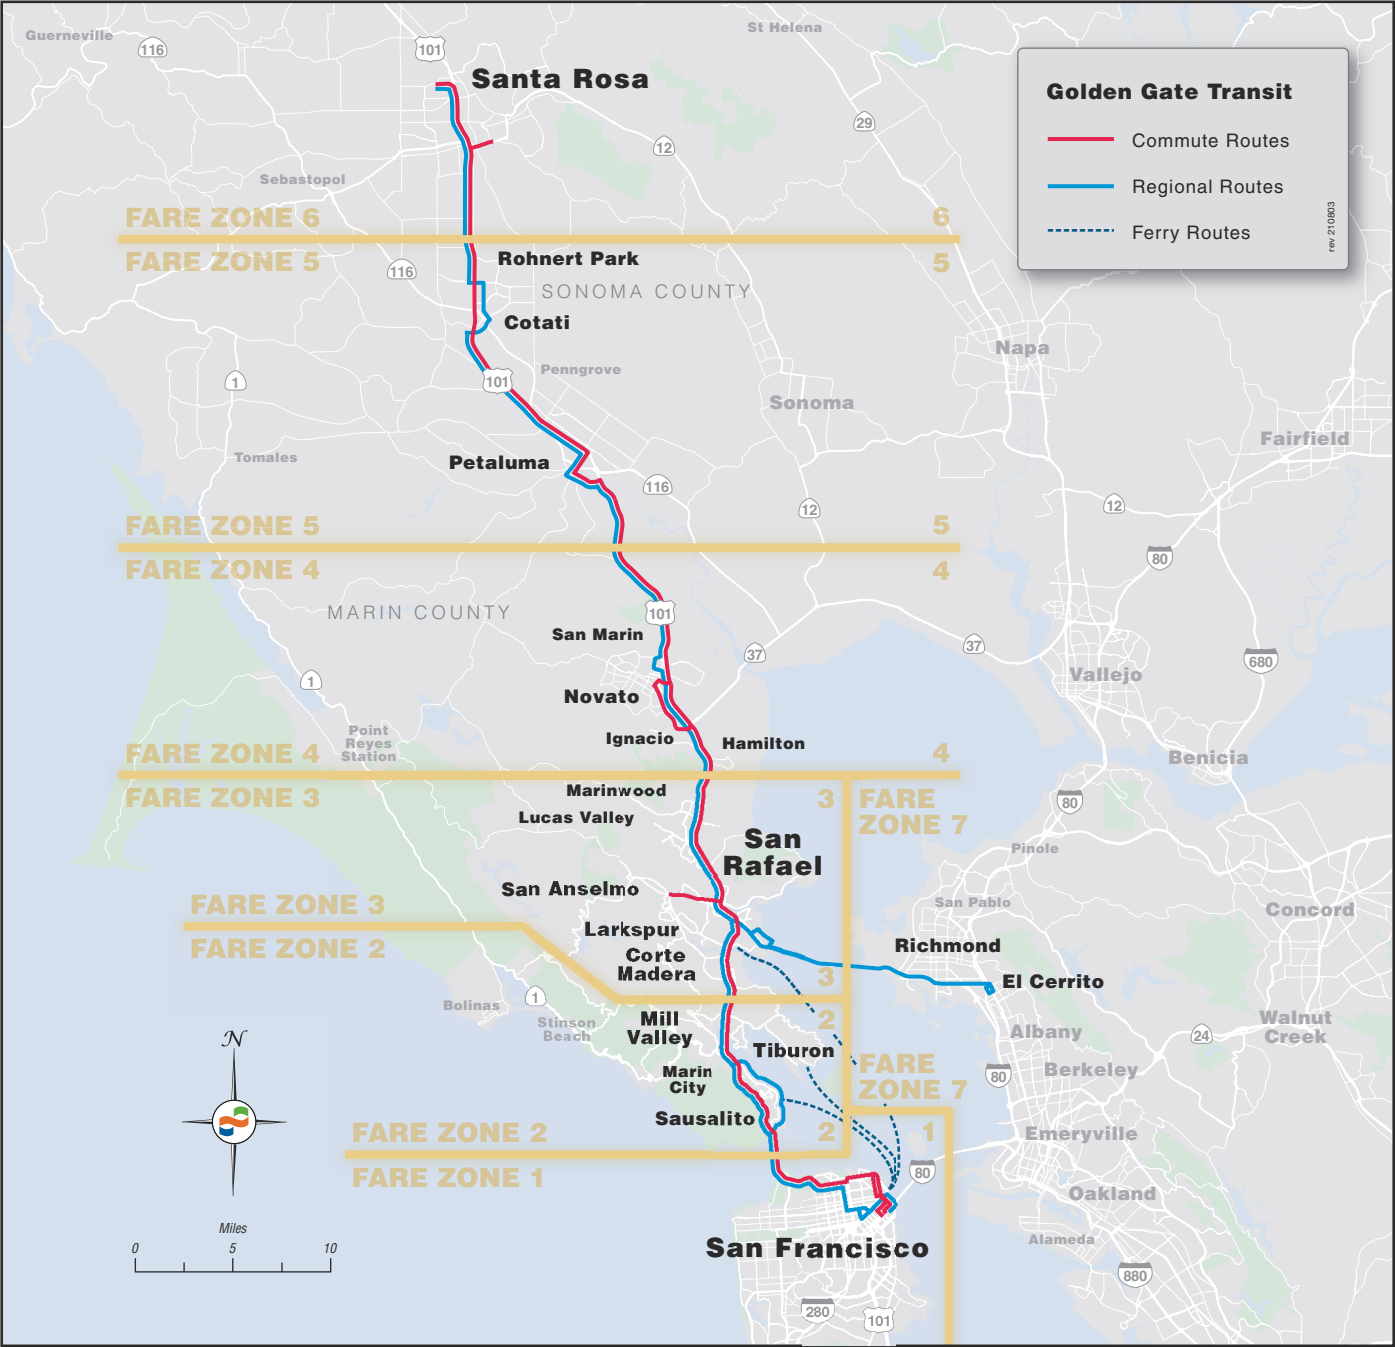 Guerneville
116
101
St Helena
Santa Rosa
Golden Gate Transit
Commute Routes
Regional Routes
Ferry Routes
rev 210803
29
12
Sebastopol
FARE ZONE 6
6
FARE ZONE 5
5
116
Rohnert Park
SONOMA COUNTY
Cotati
Napa
1
101
Penngrove
Sonoma
Fairfield
Tomales
Petaluma
116
12
12
FARE ZONE 5
5
80
FARE ZONE 4
4
MARIN COUNTY
101
San Marin
37
37
680
1
Vallejo
Novato
Point
Reyes
Station
Ignacio
Hamilton
FARE ZONE 4
4
Benicia
FARE ZONE 3
3
FARE
ZONE 7
Marinwood
80
Lucas Valley
San
Rafael
Pinole
San Anselmo
FARE ZONE 3
San Pablo
Concord
Larkspur
FARE ZONE 2
Richmond
Corte
Madera
3
El Cerrito
Bolinas
1
Stinson
Beach
Mill
Valley
2
Albany
24
Walnut
Creek
N
Tiburon
Marin
City
FARE
ZONE 7
80
Berkeley
Sausalito
FARE ZONE 2
2
1
Emeryville
FARE ZONE 1
80
Oakland
Miles
0 5 10
San Francisco
Alameda
880
280
101